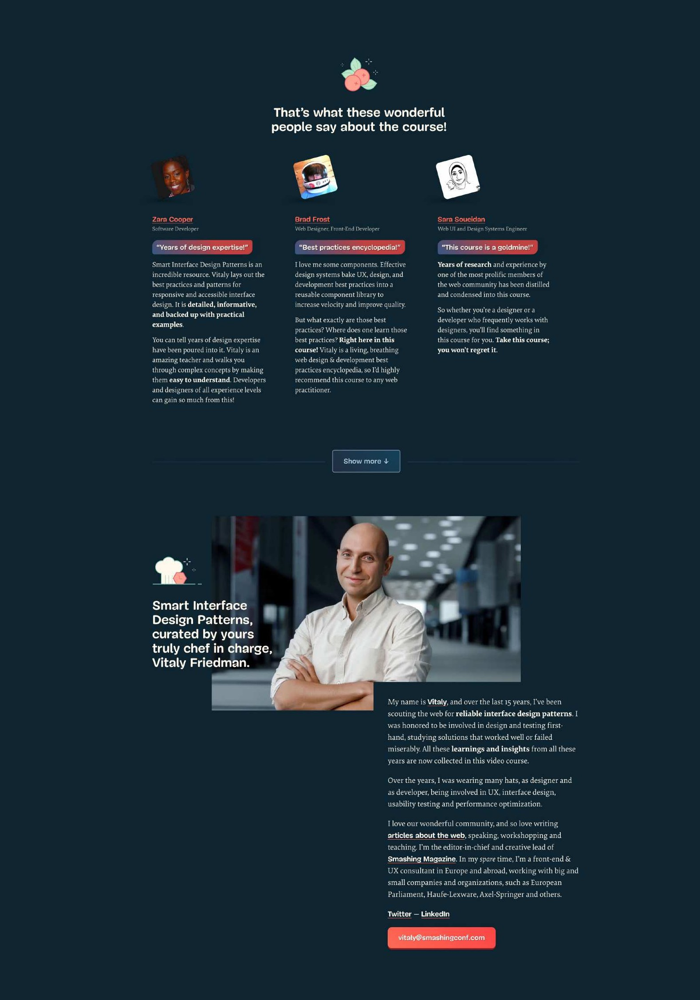 That’s what these wonderful
people say about the course!
Zara Cooper
Software Developer
“Years of design expertise!”
Smart Interface Design Patterns is an
incredible resource. Vitaly lays out the
best practices and patterns for
responsive and accessible interface
design. It is detailed, informative,
and backed up with practical
examples.
You can tell years of design expertise
have been poured into it. Vitaly is an
amazing teacher and walks you
through complex concepts by making
them easy to understand. Developers
and designers of all experience levels
can gain so much from this!
Brad Frost
Web Designer, Front-End Developer
“Best practices encyclopedia!”
I love me some components. Effective
design systems bake UX, design, and
development best practices into a
reusable component library to
increase velocity and improve quality.
But what exactly are those best
practices? Where does one learn those
best practices? Right here in this
course! Vitaly is a living, breathing
web design & development best
practices encyclopedia, so I’d highly
recommend this course to any web
practitioner.
Sara Soueidan
Web UI and Design Systems Engineer
“This course is a goldmine!”
Years of research and experience by
one of the most prolific members of
the web community has been distilled
and condensed into this course.
So whether you’re a designer or a
developer who frequently works with
designers, you’ll find something in
this course for you. Take this course;
you won’t regret it.
Show more ↓
Smart Interface
Design Patterns,
curated by yours
truly chef in charge,
Vitaly Friedman.
My name is Vitaly, and over the last 15 years, I’ve been
scouting the web for reliable interface design patterns. I
was honored to be involved in design and testing first-
hand, studying solutions that worked well or failed
miserably. All these learnings and insights from all these
years are now collected in this video course.
Over the years, I was wearing many hats, as designer and
as developer, being involved in UX, interface design,
usability testing and performance optimization.
I love our wonderful community, and so love writing
articles about the web, speaking, workshopping and
teaching. I’m the editor-in-chief and creative lead of
Smashing Magazine. In my spare time, I’m a front-end &
UX consultant in Europe and abroad, working with big and
small companies and organizations, such as European
Parliament, Haufe-Lexware, Axel-Springer and others.
Twitter — LinkedIn
vitaly@smashingconf.com